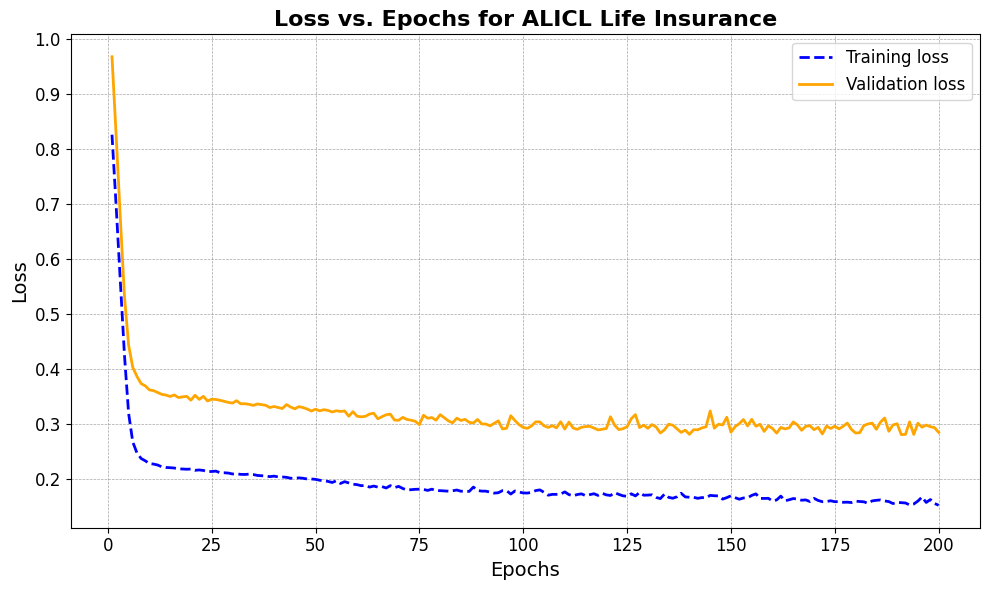 Loss vs. Epochs for ALICL Life Insurance
Training loss
Validation loss
Loss
1.0
0.9
0.8
0.7
0.6
0.5
0.4
0.3
0.2
0 25 50 75 100 125 150 175 200
Epochs